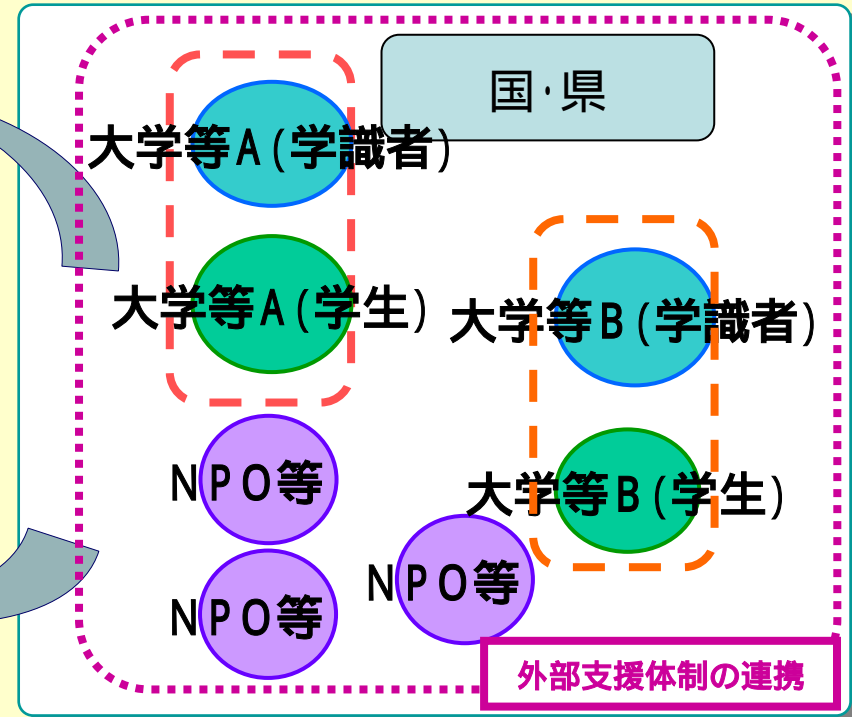 国・県
大学等A(学識者)
大学等A(学生)
大学等B(学識者)
NPO等
大学等B(学生)
NPO等
NPO等
外部支援体制の連携